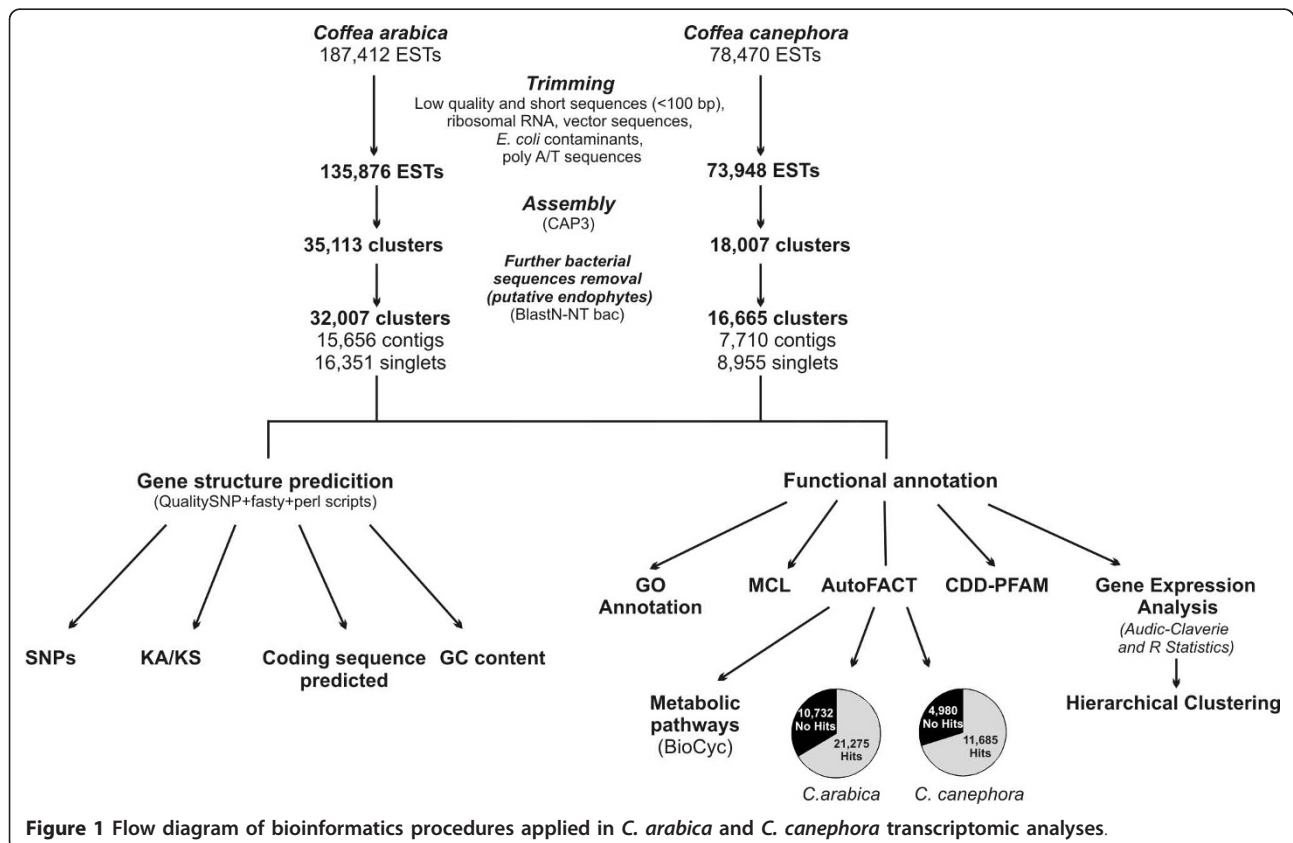 Coffea arabica
187,412 ESTs
Coffea canephora
78,470 ESTs
Trimming
Low quality and short sequences (<100 bp),
ribosomal RNA, vector sequences,
E. coli contaminants,
poly A/T sequences
135,876 ESTs
73,948 ESTs
Assembly
(CAP3)
35,113 clusters
18,007 clusters
Further bacterial
sequences removal
(putative endophytes)
(BlastN-NT bac)
32,007 clusters
15,656 contigs
16,351 singlets
16,665 clusters
7,710 contigs
8,955 singlets
Gene structure predicition
(QualitySNP+fasty+perl scripts)
Functional annotation
SNPs
KA/KS
Coding sequence
predicted
GC content
GO
Annotation
MCL
AutoFACT
CDD-PFAM
Gene Expression
Analysis
(Audic-Claverie
and R Statistics)
Hierarchical Clustering
Metabolic
pathways
(BioCyc)
10,732
No Hits
21,275
Hits
C.arabica
4,980
No Hits
11,685
Hits
C. canephora
Figure 1 Flow diagram of bioinformatics procedures applied in C. arabica and C. canephora transcriptomic analyses.